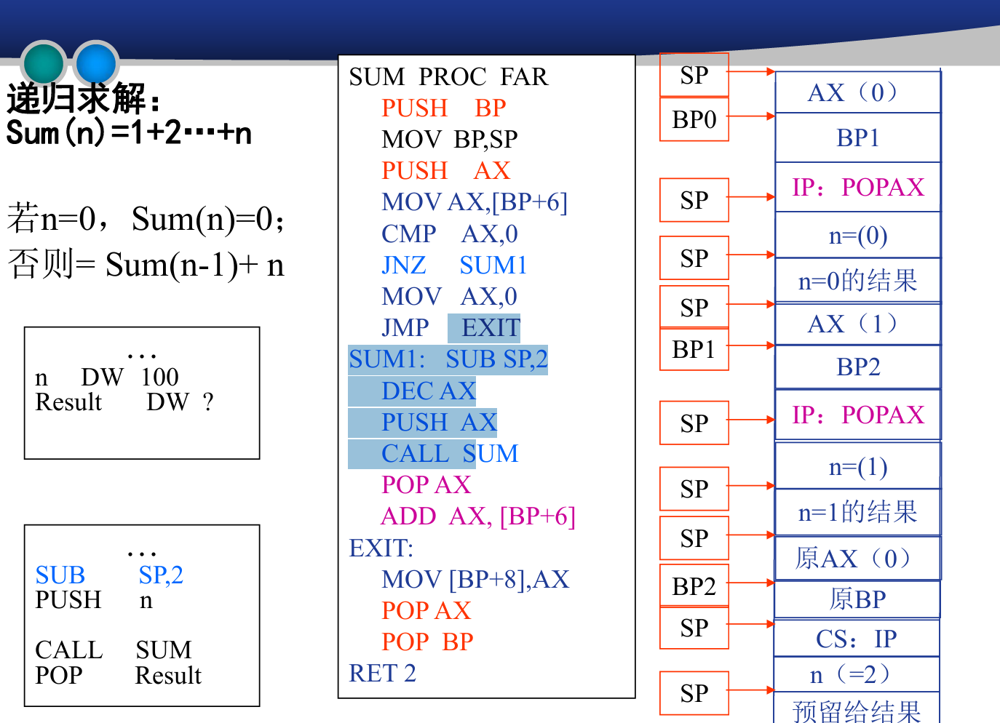 递归求解：
Sum(n)=1+2…+n
若n=0，Sum(n)=0；
否则= Sum(n-1)+ n
...
n DW 100
Result DW ?
...
SUB SP,2
PUSH n
CALL SUM
POP Result
SUM PROC FAR
PUSH BP
MOV BP,SP
PUSH AX
MOV AX,[BP+6]
CMP AX,0
JNZ SUM1
MOV AX,0
JMP EXIT
SUM1: SUB SP,2
DEC AX
PUSH AX
CALL SUM
POP AX
ADD AX, [BP+6]
EXIT:
MOV [BP+8],AX
POP AX
POP BP
RET 2
SP
BP0
SP
SP
SP
BP1
SP
SP
SP
BP2
SP
SP
AX（0）
BP1
IP：POPAX
n=(0)
n=0的结果
AX（1）
BP2
IP：POPAX
n=(1)
n=1的结果
原AX（0）
原BP
CS：IP
n（=2）
预留给结果